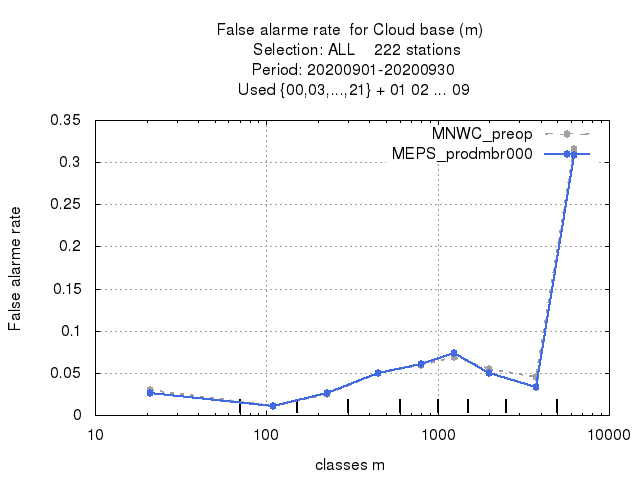 False alarme rate  for Cloud base (m)
Selection: ALL    222 stations
Period: 20200901-20200930
Used {00,03,...,21} + 01 02 ... 09
MNWC_preop
MEPS_prodmbr000
False alarme rate
0.35
0.3
0.25
0.2
0.15
0.1
0.05
0
10 100 1000 10000
classes m